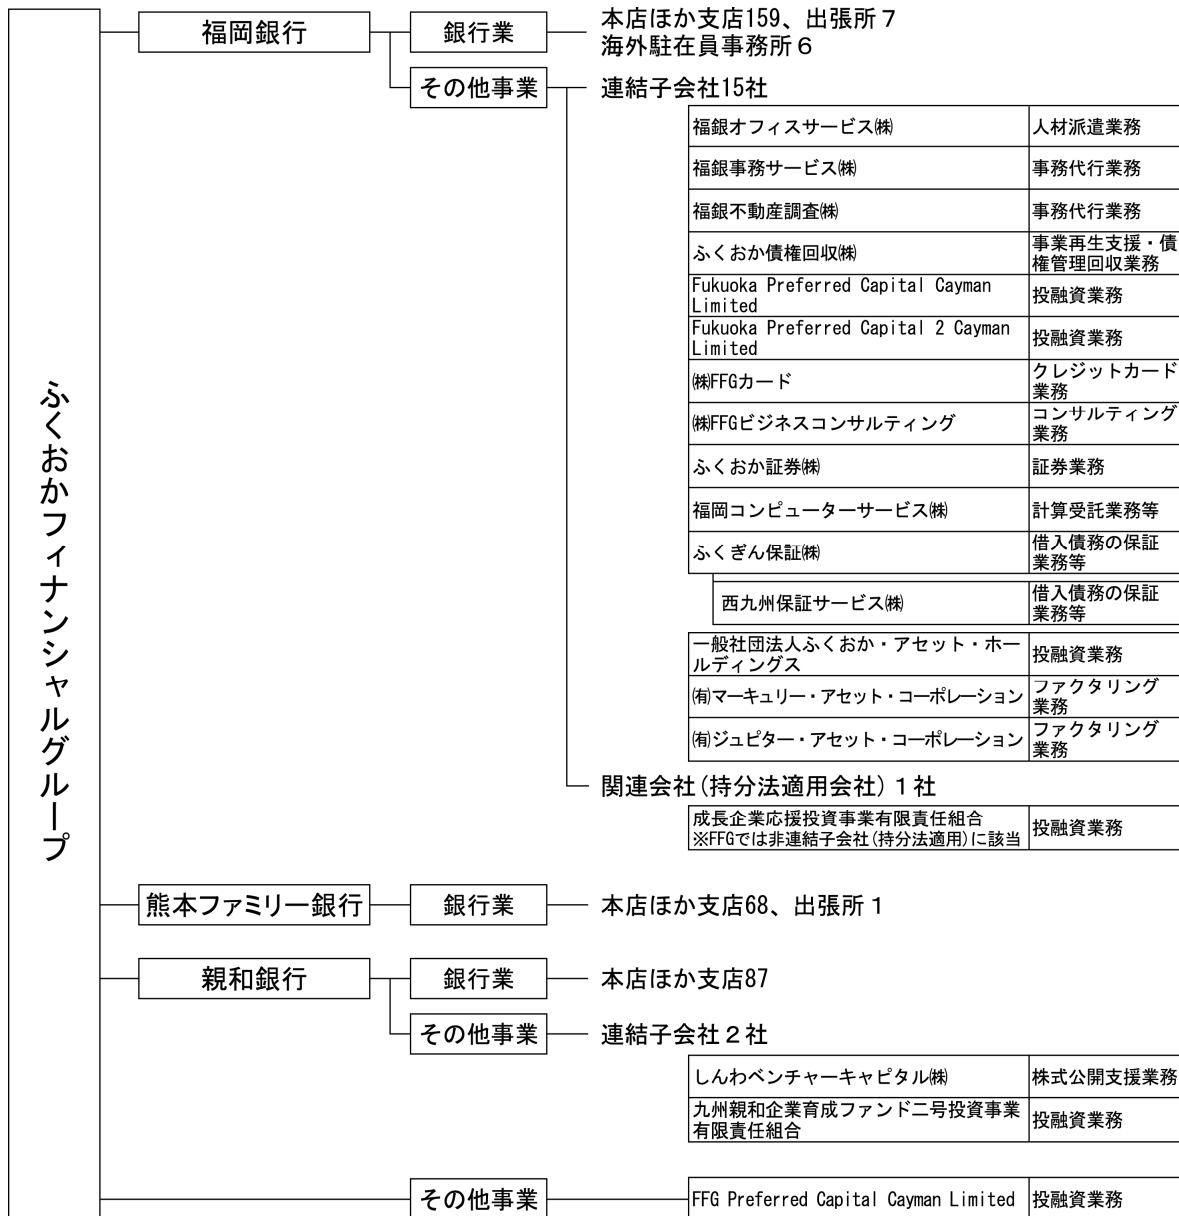 ふくおかフィナンシャルグループ
福岡銀行
銀行業
本店ほか支店159、出張所７
海外駐在員事務所６
その他事業
連結子会社15社
福銀オフィスサービス㈱
人材派遣業務
福銀事務サービス㈱
事務代行業務
福銀不動産調査㈱
事務代行業務
ふくおか債権回収㈱
事業再生支援・債
権管理回収業務
Fukuoka Preferred Capital Cayman
Limited
投融資業務
Fukuoka Preferred Capital 2 Cayman
Limited
投融資業務
㈱FFGカード
クレジットカード
業務
㈱FFGビジネスコンサルティング
コンサルティング
業務
ふくおか証券㈱
証券業務
福岡コンピューターサービス㈱
計算受託業務等
ふくぎん保証㈱
借入債務の保証
業務等
西九州保証サービス㈱
借入債務の保証
業務等
一般社団法人ふくおか・アセット・ホー
ルディングス
投融資業務
㈲マーキュリー・アセット・コーポレーション
ファクタリング
業務
㈲ジュピター・アセット・コーポレーション
ファクタリング
業務
関連会社(持分法適用会社)１社
成長企業応援投資事業有限責任組合
※FFGでは非連結子会社(持分法適用)に該当
投融資業務
熊本ファミリー銀行
銀行業
本店ほか支店68、出張所１
親和銀行
銀行業
本店ほか支店87
その他事業
連結子会社２社
しんわベンチャーキャピタル㈱
株式公開支援業務
九州親和企業育成ファンド二号投資事業
有限責任組合
投融資業務
その他事業
FFG Preferred Capital Cayman Limited
投融資業務